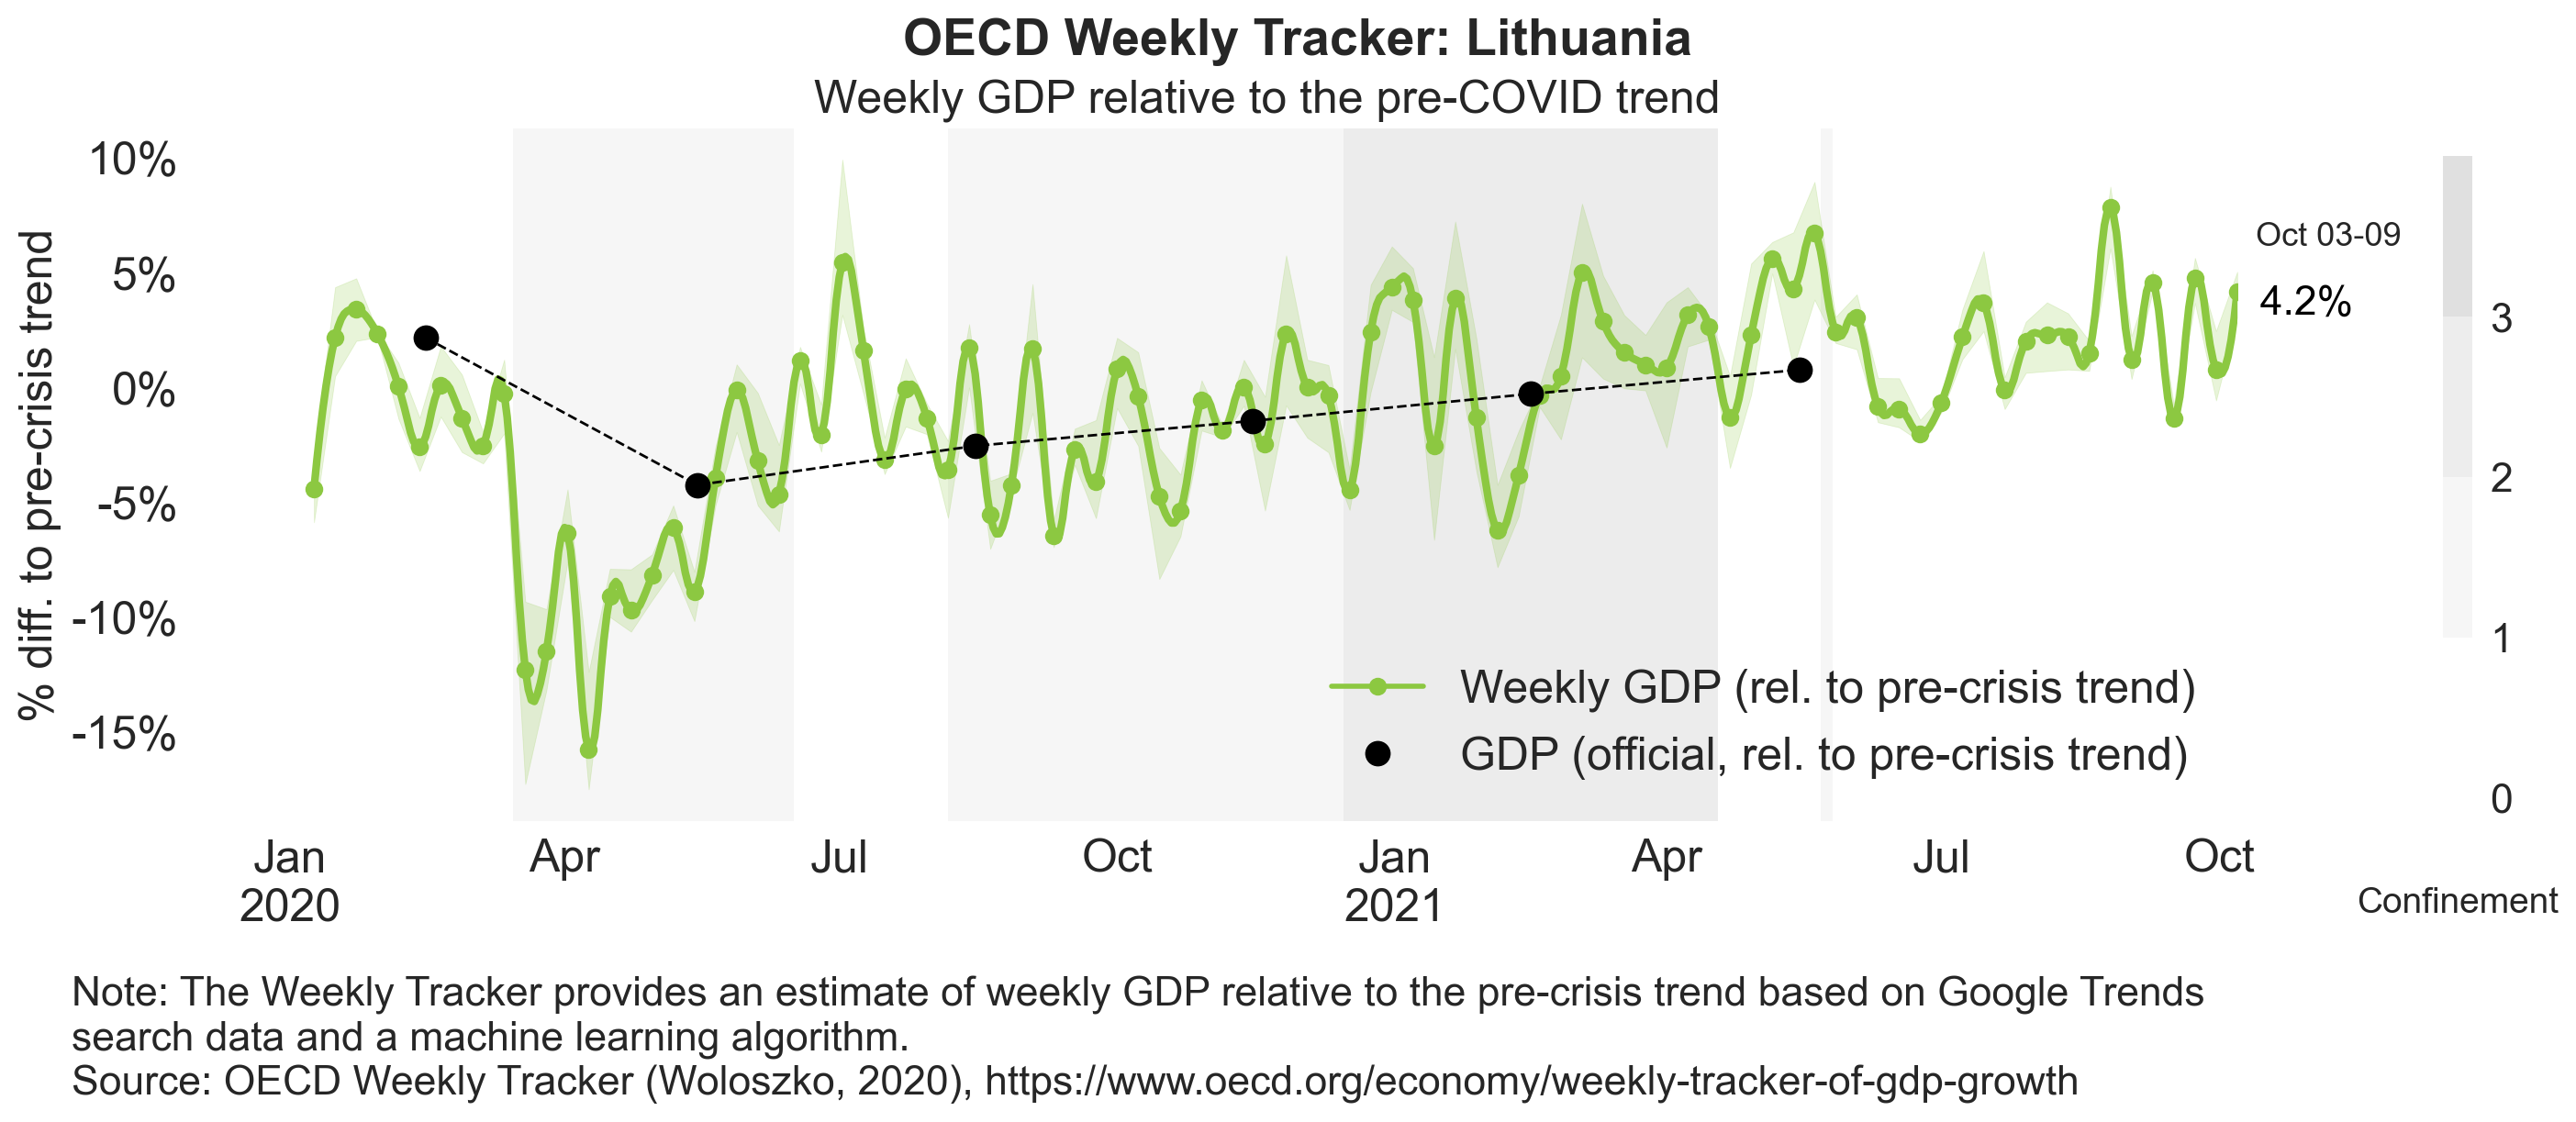 OECD Weekly Tracker: Lithuania
Weekly GDP relative to the pre-COVID trend
% diff. to pre-crisis trend
10%
5%
0%
-5%
-10%
-15%
Oct 03-09
4.2%
3
2
1
0
Confinement
Weekly GDP (rel. to pre-crisis trend)
GDP (official, rel. to pre-crisis trend)
Jan Apr Jul Oct Jan Apr Jul Oct
2020 2021
Note: The Weekly Tracker provides an estimate of weekly GDP relative to the pre-crisis trend based on Google Trends
search data and a machine learning algorithm.
Source: OECD Weekly Tracker (Woloszko, 2020), https://www.oecd.org/economy/weekly-tracker-of-gdp-growth